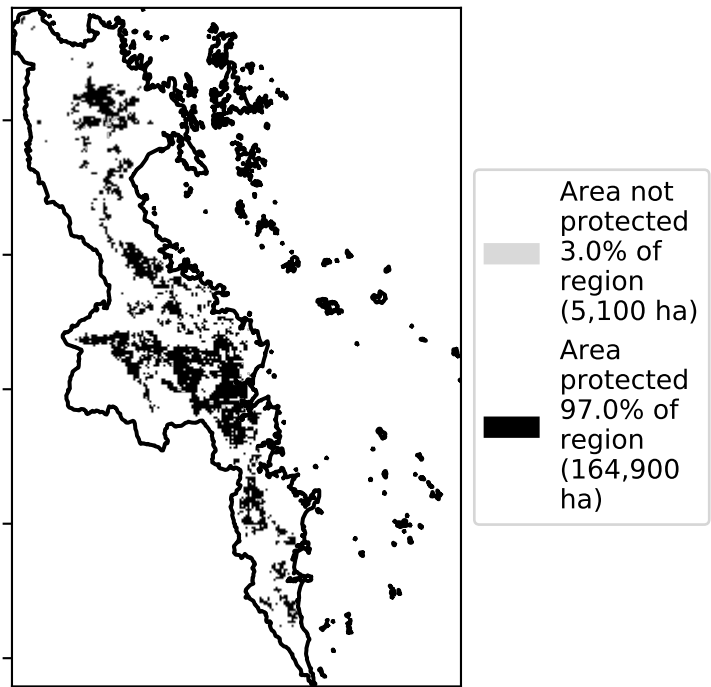 Area not
protected
3.0% of
region
(5,100 ha)
Area
protected
97.0% of
region
(164,900
ha)